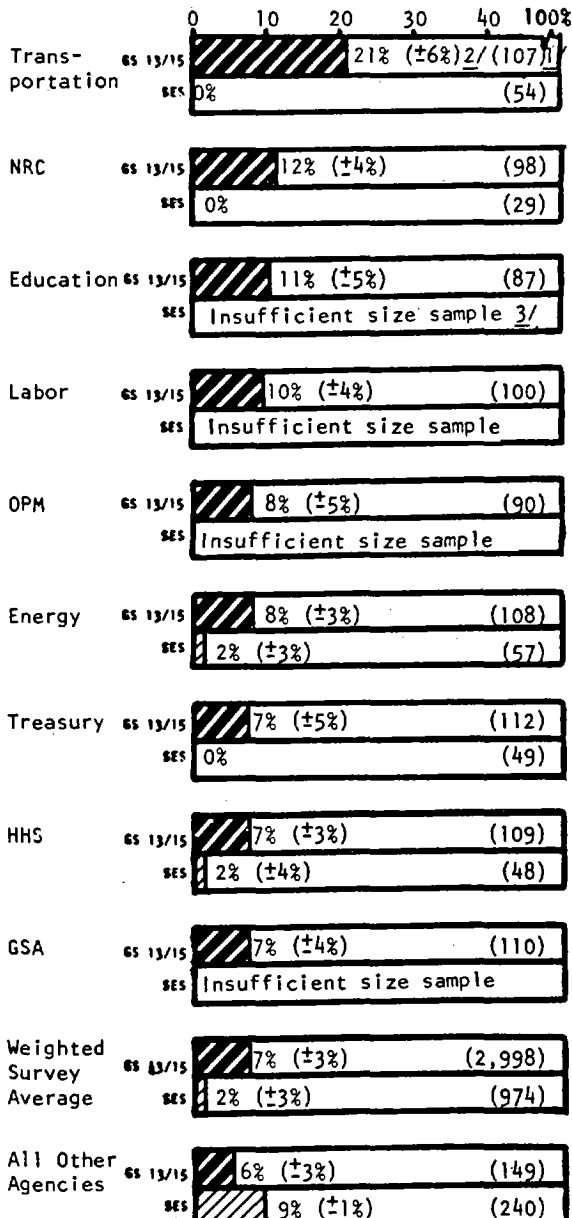 0 10 20 30 40 100%
Trans-
portation GS 13/15 21% (±6%)2/(107)1/
SES 0% (54)
NRC GS 13/15 12% (±4%) (98)
SES 0% (29)
Education GS 13/15 11% (±5%) (87)
SES Insufficient size sample 3/
Labor GS 13/15 10% (±4%) (100)
SES Insufficient size sample
OPM GS 13/15 8% (±5%) (90)
SES Insufficient size sample
Energy GS 13/15 8% (±3%) (108)
SES 2% (±3%) (57)
Treasury GS 13/15 7% (±5%) (112)
SES 0% (49)
HHS GS 13/15 7% (±3%) (109)
SES 2% (±4%) (48)
GSA GS 13/15 7% (±4%) (110)
SES Insufficient size sample
Weighted
Survey GS 13/15 7% (±3%) (2,998)
Average SES 2% (±3%) (974)
All Other GS 13/15 6% (±3%) (149)
Agencies
SES 9% (±1%) (240)